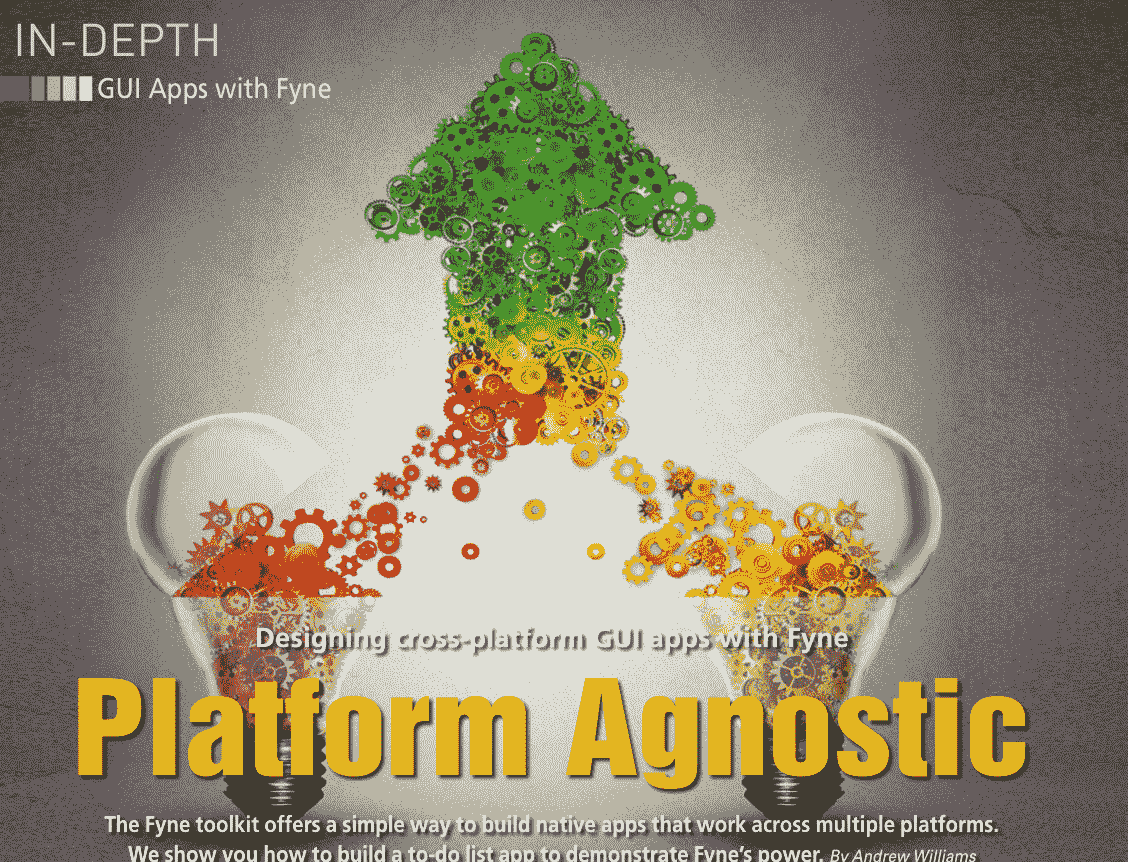 IN-DEPTH
GUI Apps with Fyne
Designing cross-platform GUI apps with Fyne
Platform Agnostic
The Fyne toolkit offers a simple way to build native apps that work across multiple platforms.
We show you how to build a to-do list app to demonstrate Fyne's power. By Andrew Williams